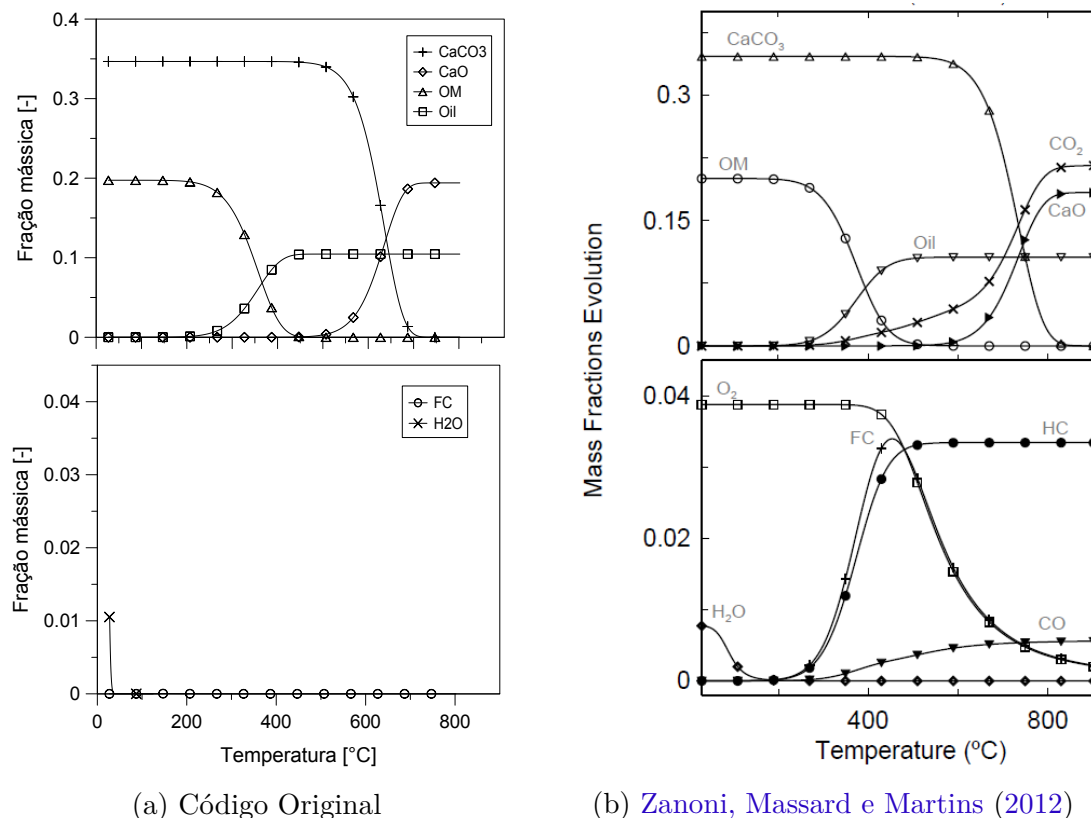 0.4
0.3
0.2
0.1
0
Fração mássica [-]
CaCO3
CaO
OM
Oil
0.04
0.03
0.02
0.01
0
Fração mássica [-]
FC
H2O
0 200 400 600 800
Temperatura [°C]
(a) Código Original
CaCO₃
0.3
OM
CO₂
0.15
CaO
Oil
0
Mass Fractions Evolution
0.04
O₂
FC
HC
0.02
H₂O
CO
0
400 800
Temperature (ºC)
(b) Zanoni, Massard e Martins (2012)